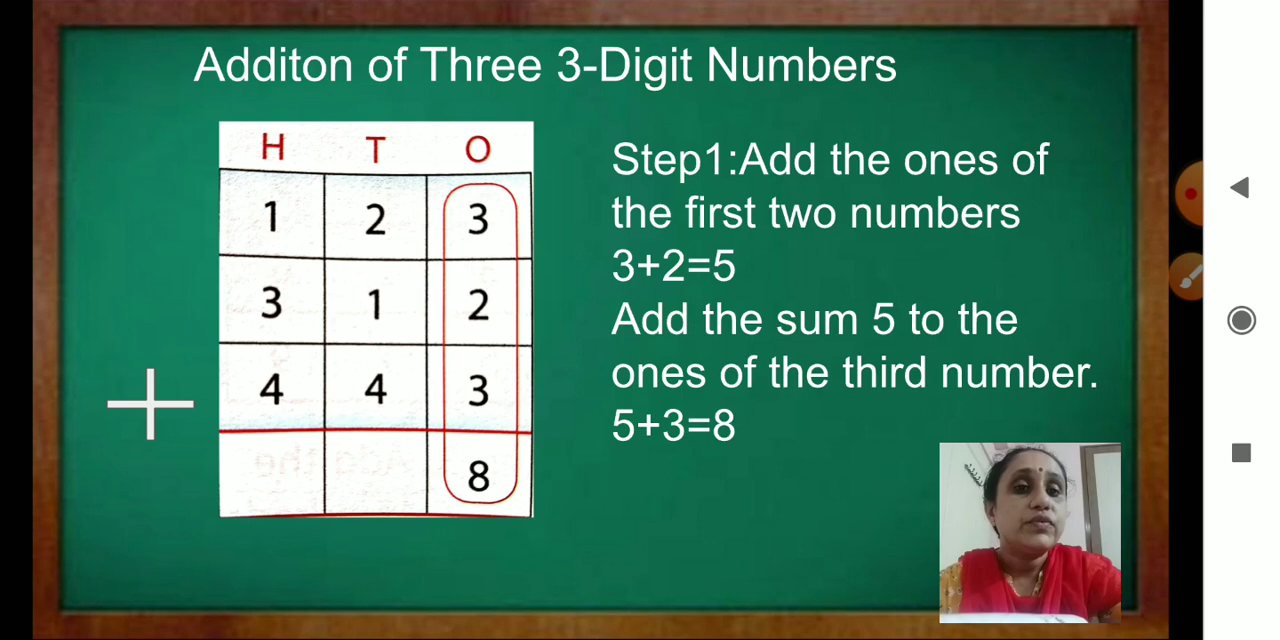 Additon of Three 3-Digit Numbers
H T O
1 2 3
3 1 2
+ 4 4 3
8
Step1:Add the ones of
the first two numbers
3+2=5
Add the sum 5 to the
ones of the third number.
5+3=8